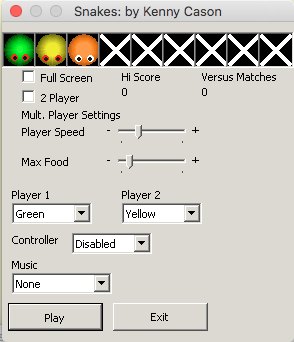 Snakes: by Kenny Cason
Full Screen Hi Score Versus Matches
2 Player 0 0
Mult. Player Settings
Player Speed - +
Max Food - +
Player 1 Player 2
Green Yellow
Controller Disabled
Music
None
Play Exit